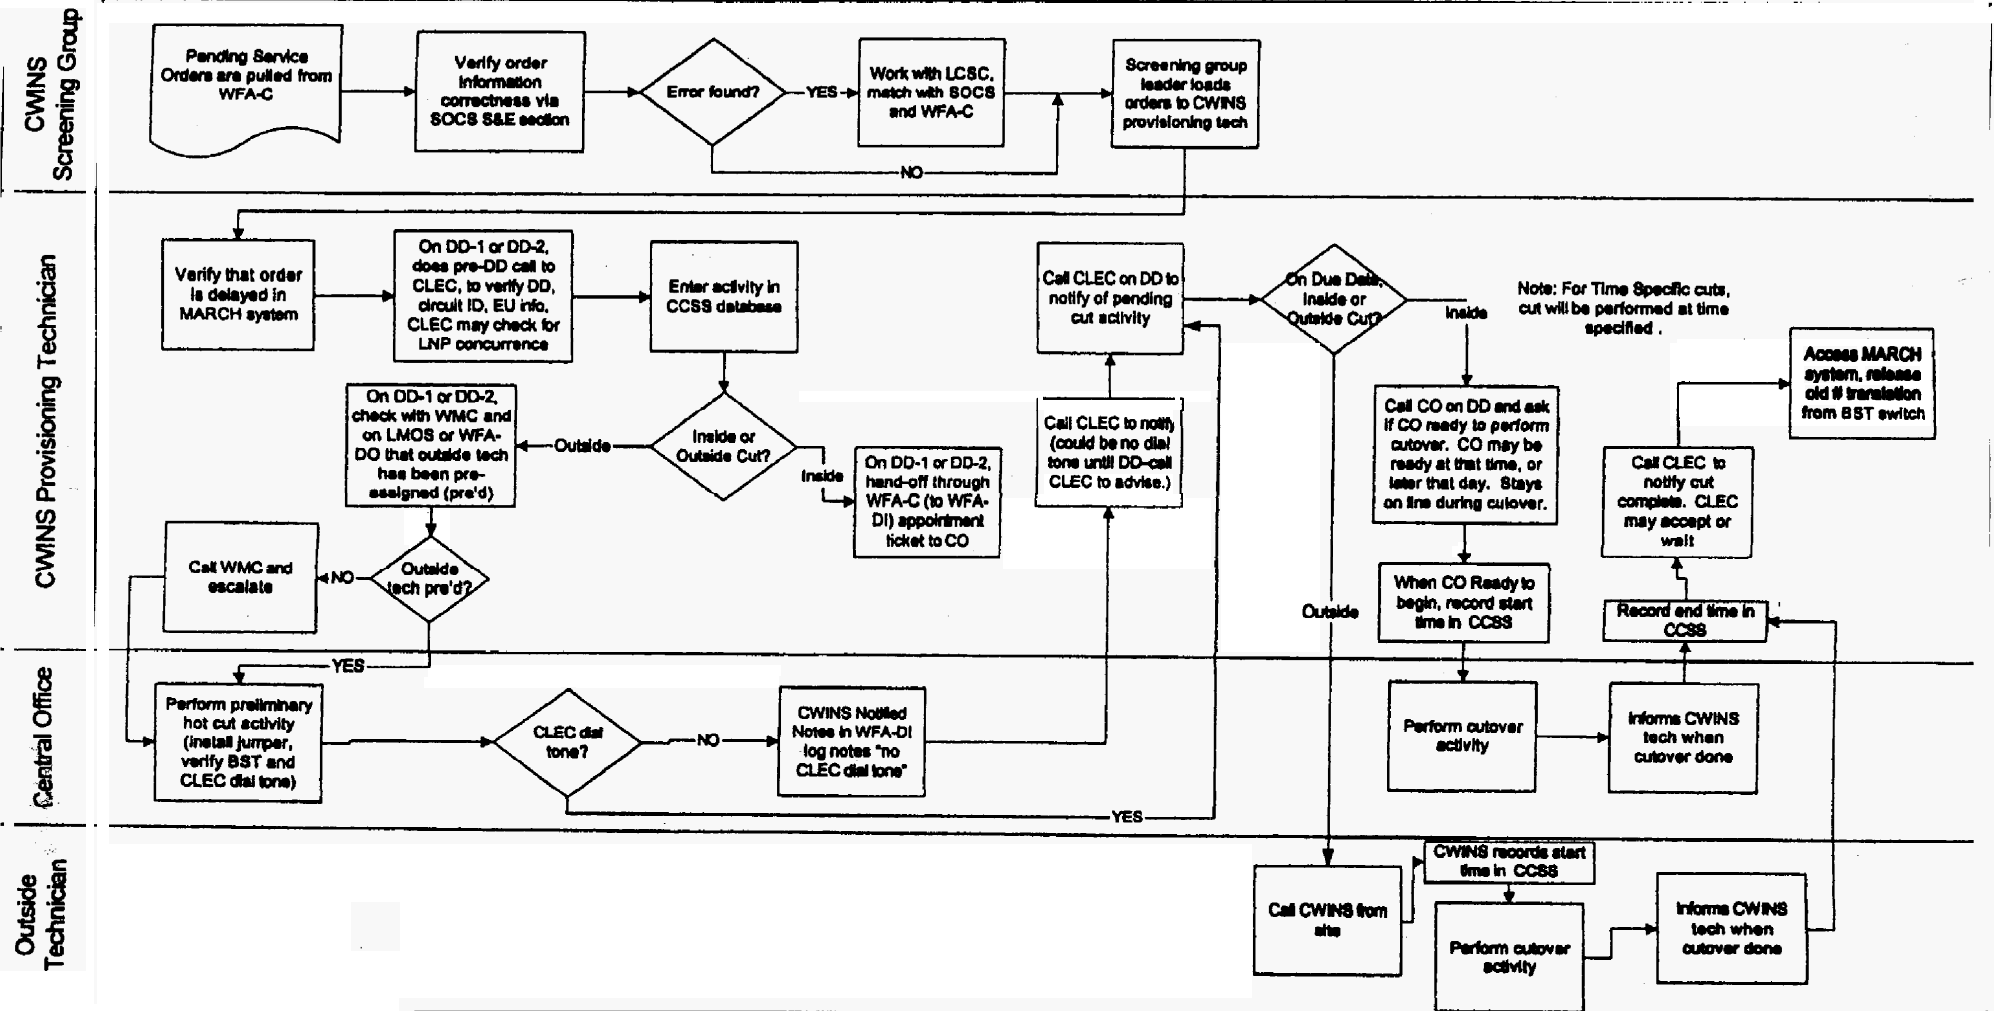 CWINS
Screening Group
Pending Service
Orders are pulled from
WFA-C
Verify order
information
correctness via
SOCS S&E section
Error found?
YES
Work with LCSC,
match with SOCS
and WFA-C
Screening group
leader loads
orders to CWINS
provisioning tech
NO
CWINS Provisioning Technician
Verify that order
is delayed in
MARCH system
On DD-1 or DD-2,
does pre-DD call to
CLEC, to verify DD,
circuit ID, EU info,
CLEC may check for
LNP concurrence
Enter activity in
CCSS database
Inside or
Outside Cut?
Outside
Inside
On DD-1 or DD-2,
check with WMC and
on LMOS or WFA-
DO that outside tech
has been pre-
assigned (pre'd)
On DD-1 or DD-2,
hand-off through
WFA-C (to WFA-
DI) appointment
ticket to CO
Outside
tech pre'd?
NO
Call WMC and
escalate
YES
Call CLEC on DD to
notify of pending
cut activity
Call CLEC to notify
(could be no dial
tone until DD-call
CLEC to advise.)
On Due Date,
Inside or
Outside Cut?
Inside
Outside
Note: For Time Specific cuts,
cut will be performed at time
specified .
Call CO on DD and ask
if CO ready to perform
cutover. CO may be
ready at that time, or
later that day. Stays
on line during cutover.
When CO Ready to
begin, record start
time in CCSS
Access MARCH
system, release
old # translation
from BST switch
Call CLEC to
notify cut
complete. CLEC
may accept or
wait
Record end time in
CCSS
Central Office
Perform preliminary
hot cut activity
(install jumper,
verify BST and
CLEC dial tone)
CLEC dial
tone?
NO
CWINS Notified
Notes in WFA-DI
log notes "no
CLEC dial tone"
YES
Perform cutover
activity
Informs CWINS
tech when
cutover done
Outside
Technician
Call CWINS from
site
CWINS records start
time in CCSS
Perform cutover
activity
Informs CWINS
tech when
cutover done